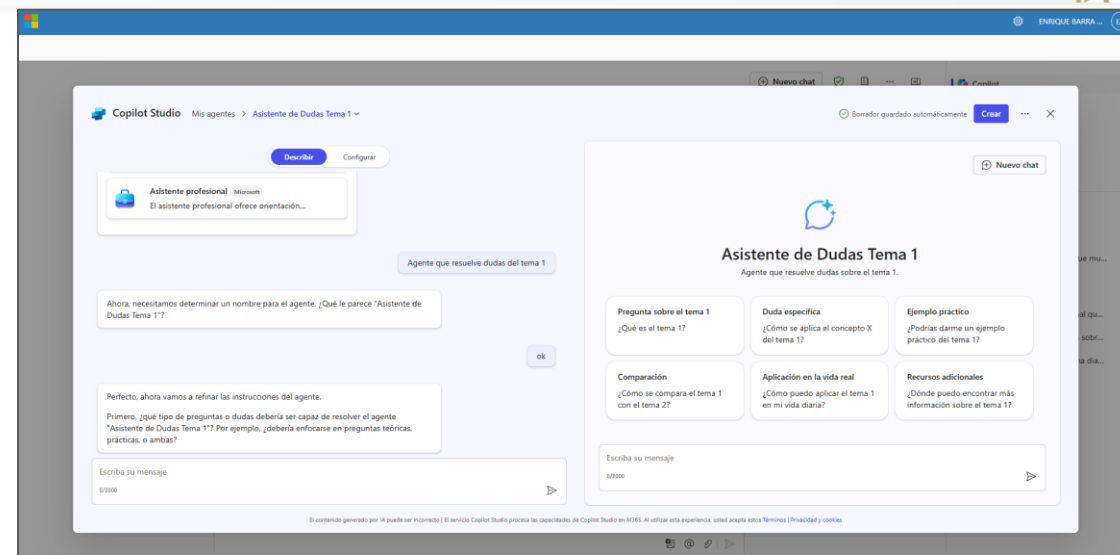 ENRIQUE BARRA ...
Nuevo chat
...
Copilot
Copilot Studio Mis agentes > Asistente de Dudas Tema 1
Borrador guardado automáticamente
Crear
...
Describir
Configurar
Asistente profesional Microsoft
El asistente profesional ofrece orientación...
Agente que resuelve dudas del tema 1
Ahora, necesitamos determinar un nombre para el agente. ¿Qué le parece "Asistente de
Dudas Tema 1"?
ok
Perfecto, ahora vamos a refinar las instrucciones del agente.
Primero, ¿qué tipo de preguntas o dudas debería ser capaz de resolver el agente
"Asistente de Dudas Tema 1"? Por ejemplo, ¿debería enfocarse en preguntas teóricas,
prácticas, o ambas?
Escriba su mensaje
0/2000
Nuevo chat
Asistente de Dudas Tema 1
Agente que resuelve dudas sobre el tema 1.
Pregunta sobre el tema 1
¿Qué es el tema 1?
Duda específica
¿Cómo se aplica el concepto X
del tema 1?
Ejemplo práctico
¿Podrías darme un ejemplo
práctico del tema 1?
Comparación
¿Cómo se compara el tema 1
con el tema 2?
Aplicación en la vida real
¿Cómo puedo aplicar el tema 1
en mi vida diaria?
Recursos adicionales
¿Dónde puedo encontrar más
información sobre el tema 1?
Escriba su mensaje
0/2000
ue mu...
al qu...
sobr...
a dia...
El contenido generado por IA puede ser incorrecto | El servicio Copilot Studio procesa las capacidades de Copilot Studio en M365. Al utilizar esta experiencia, usted acepta estos Términos | Privacidad y cookies